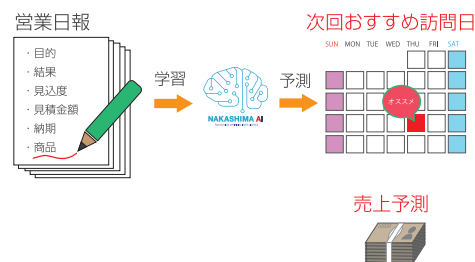 営業日報
・目的
・結果
・見込度
・見積金額
・納期
・商品
学習
NAKASHIMA AI
予測
次回おすすめ訪問日
SUN MON TUE WED THU FRI SAT
オススメ
売上予測